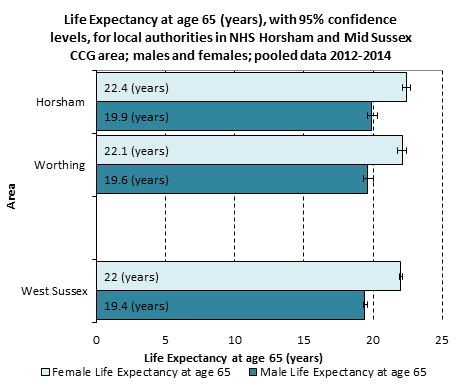 Life Expectancy at age 65 (years), with 95% confidence
levels, for local authorities in NHS Horsham and Mid Sussex
CCG area; males and females; pooled data 2012-2014
Horsham
22.4 (years)
19.9 (years)
Worthing
22.1 (years)
19.6 (years)
Area
West Sussex
22 (years)
19.4 (years)
0 5 10 15 20 25
Life Expectancy at age 65 (years)
Female Life Expectancy at age 65 Male Life Expectancy at age 65